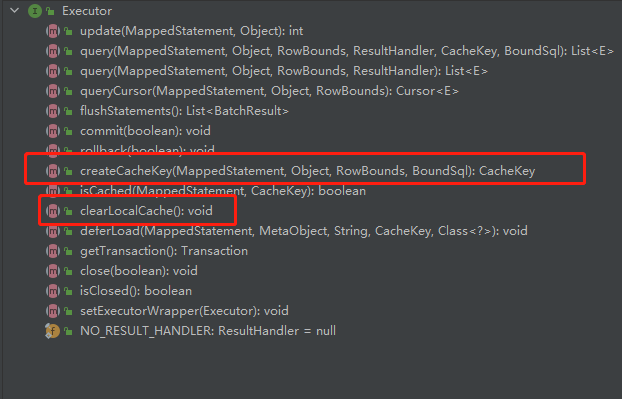 Executor
update(MappedStatement, Object): int
query(MappedStatement, Object, RowBounds, ResultHandler, CacheKey, BoundSql): List<E>
query(MappedStatement, Object, RowBounds, ResultHandler): List<E>
queryCursor(MappedStatement, Object, RowBounds): Cursor<E>
flushStatements(): List<BatchResult>
commit(boolean): void
rollback(boolean): void
createCacheKey(MappedStatement, Object, RowBounds, BoundSql): CacheKey
isCached(MappedStatement, CacheKey): boolean
clearLocalCache(): void
deferLoad(MappedStatement, MetaObject, String, CacheKey, Class<?>): void
getTransaction(): Transaction
close(boolean): void
isClosed(): boolean
setExecutorWrapper(Executor): void
NO_RESULT_HANDLER: ResultHandler = null